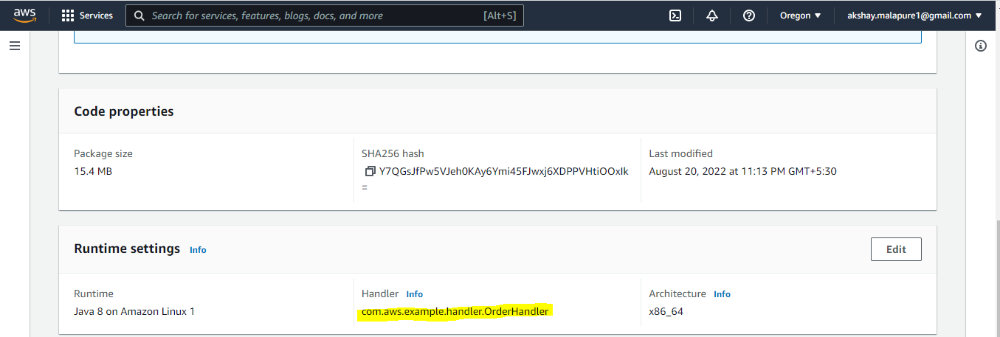 aws
Services
Search for services, features, blogs, docs, and more
[Alt+S]
Oregon ▼
akshay.malapure1@gmail.com ▼
Code properties
Package size
15.4 MB
SHA256 hash
Y7QGsJfPw5VJeh0KAy6Ymi45FJwxj6XDPPVHtiOOxIk
=
Last modified
August 20, 2022 at 11:13 PM GMT+5:30
Runtime settings Info
Edit
Runtime
Java 8 on Amazon Linux 1
Handler Info
com.aws.example.handler.OrderHandler
Architecture Info
x86_64